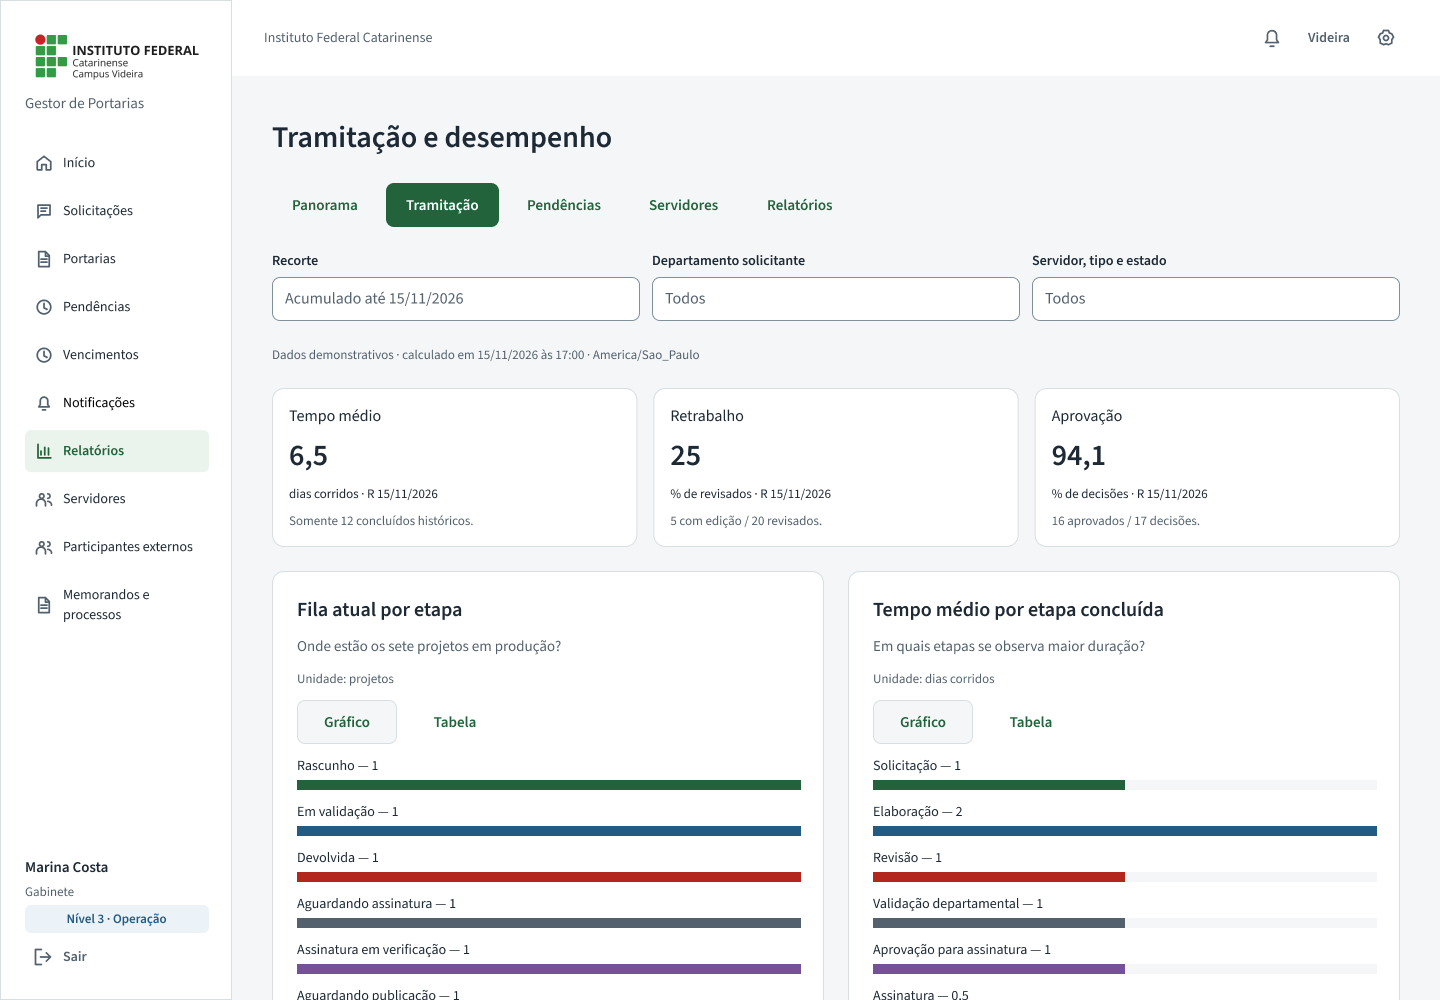 INSTITUTO FEDERAL
Catarinense
Campus Videira
Gestor de Portarias
Início
Solicitações
Portarias
Pendências
Vencimentos
Notificações
Relatórios
Servidores
Participantes externos
Memorandos e
processos
Marina Costa
Gabinete
Nível 3 · Operação
Sair
Instituto Federal Catarinense
Videira
Tramitação e desempenho
Panorama
Tramitação
Pendências
Servidores
Relatórios
Recorte
Departamento solicitante
Servidor, tipo e estado
Acumulado até 15/11/2026
Todos
Todos
Dados demonstrativos · calculado em 15/11/2026 às 17:00 · America/Sao_Paulo
Tempo médio
6,5
dias corridos · R 15/11/2026
Somente 12 concluídos históricos.
Retrabalho
25
% de revisados · R 15/11/2026
5 com edição / 20 revisados.
Aprovação
94,1
% de decisões · R 15/11/2026
16 aprovados / 17 decisões.
Fila atual por etapa
Onde estão os sete projetos em produção?
Unidade: projetos
Gráfico
Tabela
Rascunho — 1
Em validação — 1
Devolvida — 1
Aguardando assinatura — 1
Assinatura em verificação — 1
Aguardando publicação — 1
Tempo médio por etapa concluída
Em quais etapas se observa maior duração?
Unidade: dias corridos
Gráfico
Tabela
Solicitação — 1
Elaboração — 2
Revisão — 1
Validação departamental — 1
Aprovação para assinatura — 1
Assinatura — 0,5